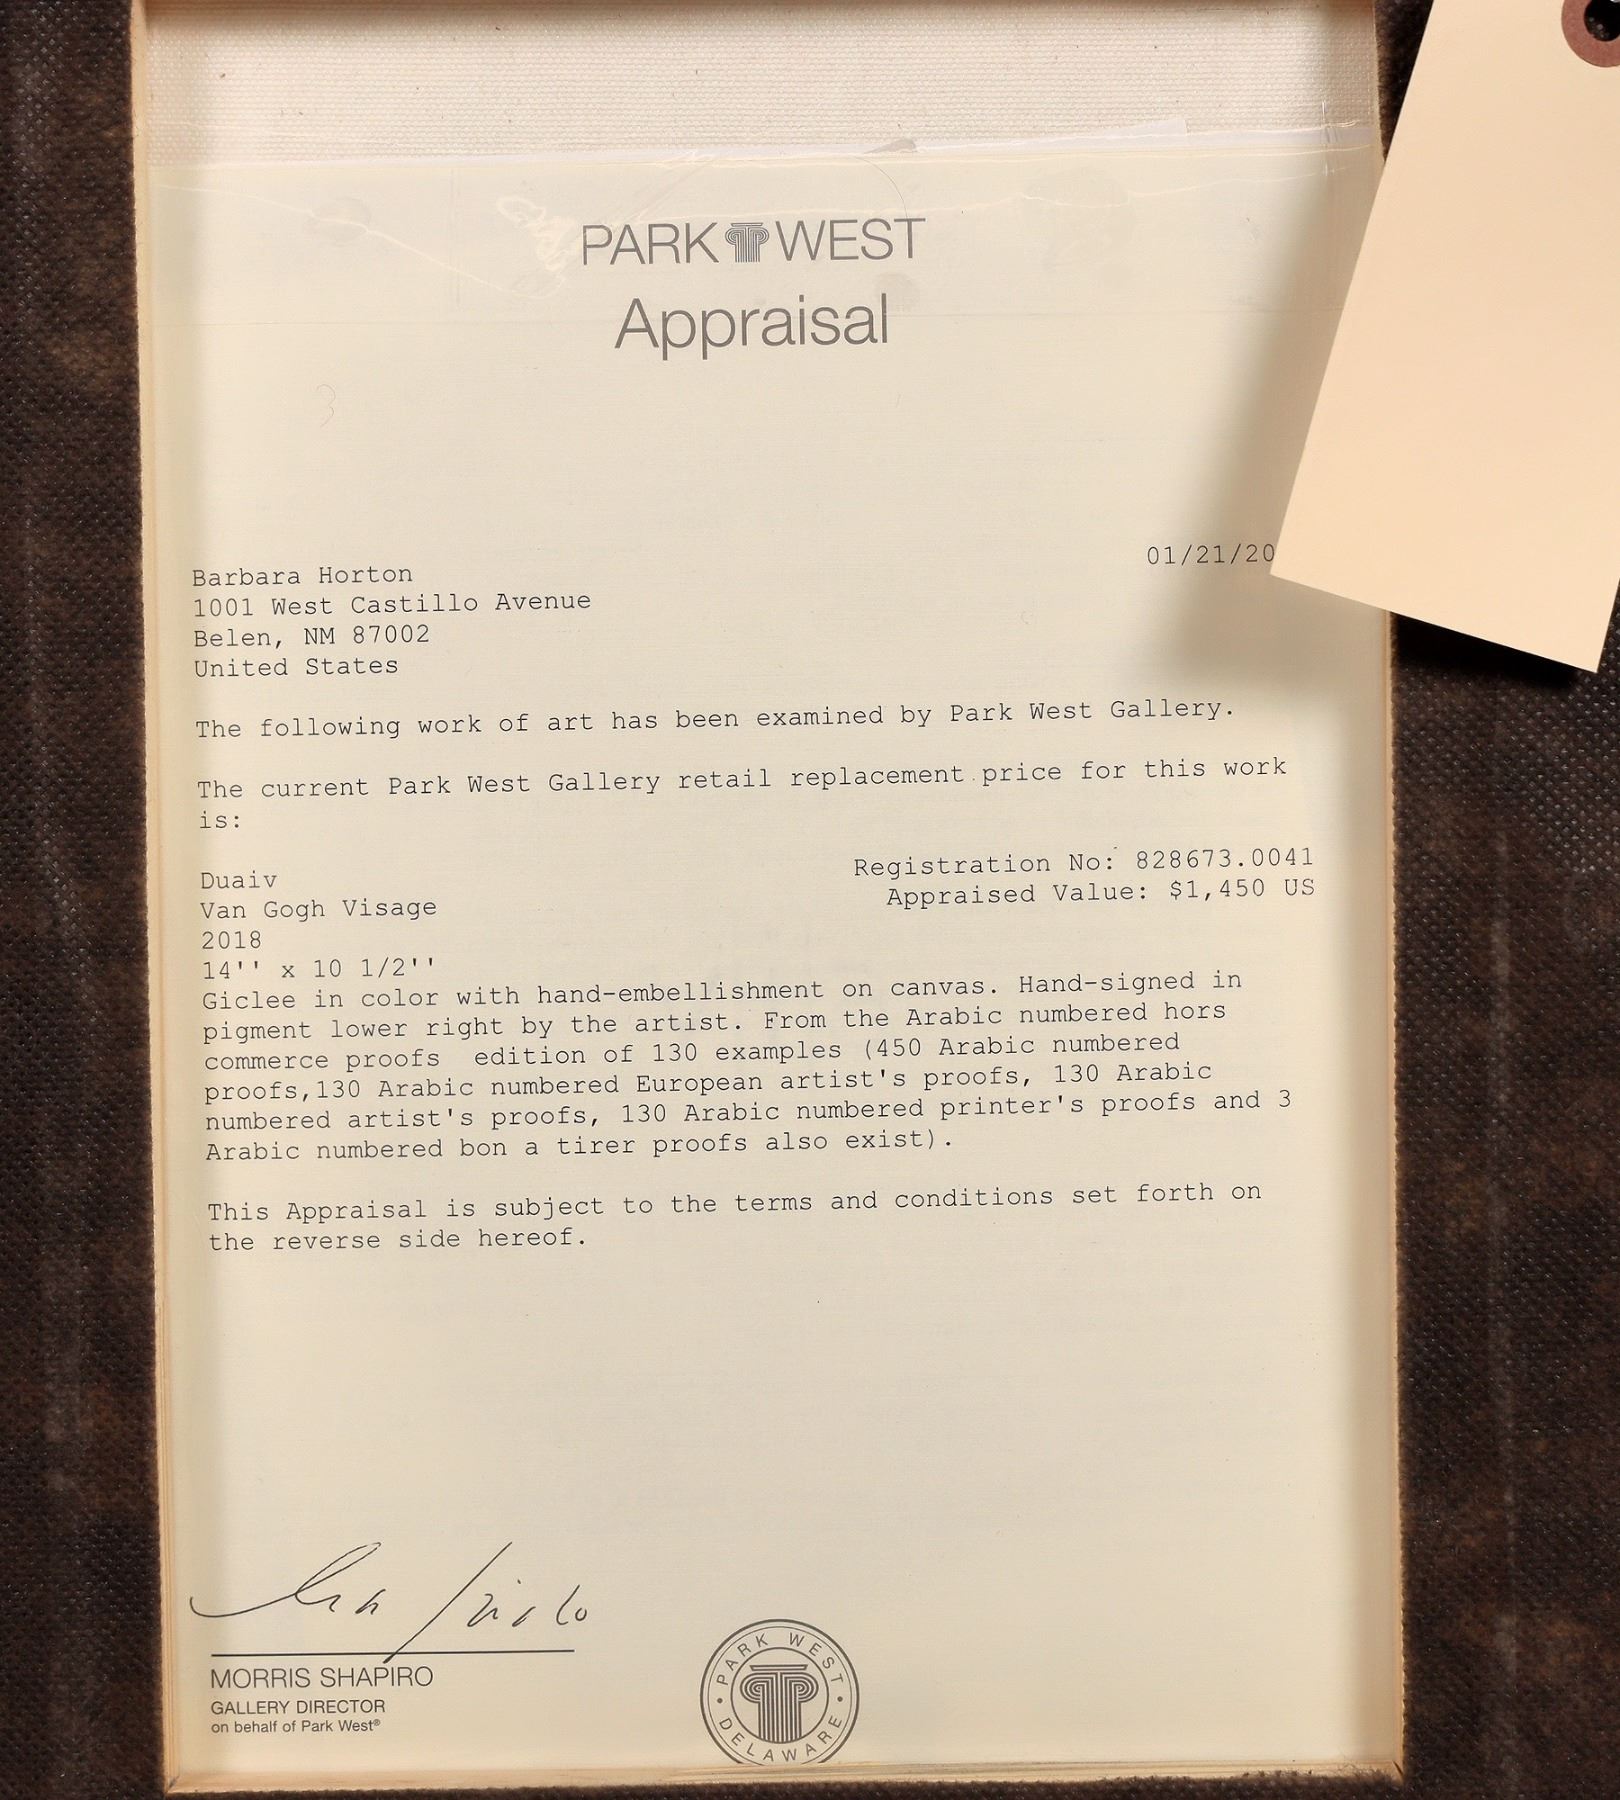 PARK WEST
Appraisal
01/21/20
Barbara Horton
1001 West Castillo Avenue
Belen, NM 87002
United States
The following work of art has been examined by Park West Gallery.
The current Park West Gallery retail replacement price for this work
is:
Registration No: 828673.0041
Appraised Value: $1,450 US
Duaiv
Van Gogh Visage
2018
14'' x 10 1/2''
Giclee in color with hand-embellishment on canvas. Hand-signed in
pigment lower right by the artist. From the Arabic numbered hors
commerce proofs  edition of 130 examples (450 Arabic numbered
proofs,130 Arabic numbered European artist's proofs, 130 Arabic
numbered artist's proofs, 130 Arabic numbered printer's proofs and 3
Arabic numbered bon a tirer proofs also exist).
This Appraisal is subject to the terms and conditions set forth on
the reverse side hereof.
MORRIS SHAPIRO
GALLERY DIRECTOR
on behalf of Park West®
PARK WEST
DELAWARE